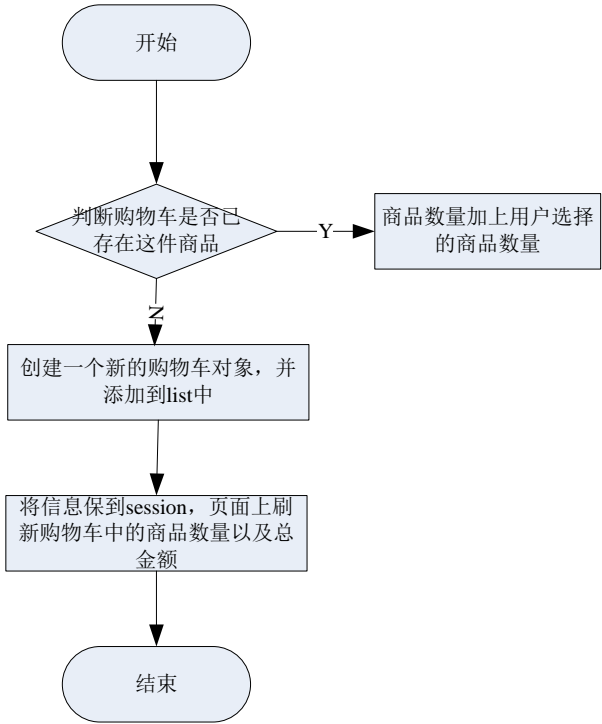 开始
判断购物车是否已
存在这件商品
Y
商品数量加上用户选择
的商品数量
N
创建一个新的购物车对象，并
添加到list中
将信息保到session，页面上刷
新购物车中的商品数量以及总
金额
结束